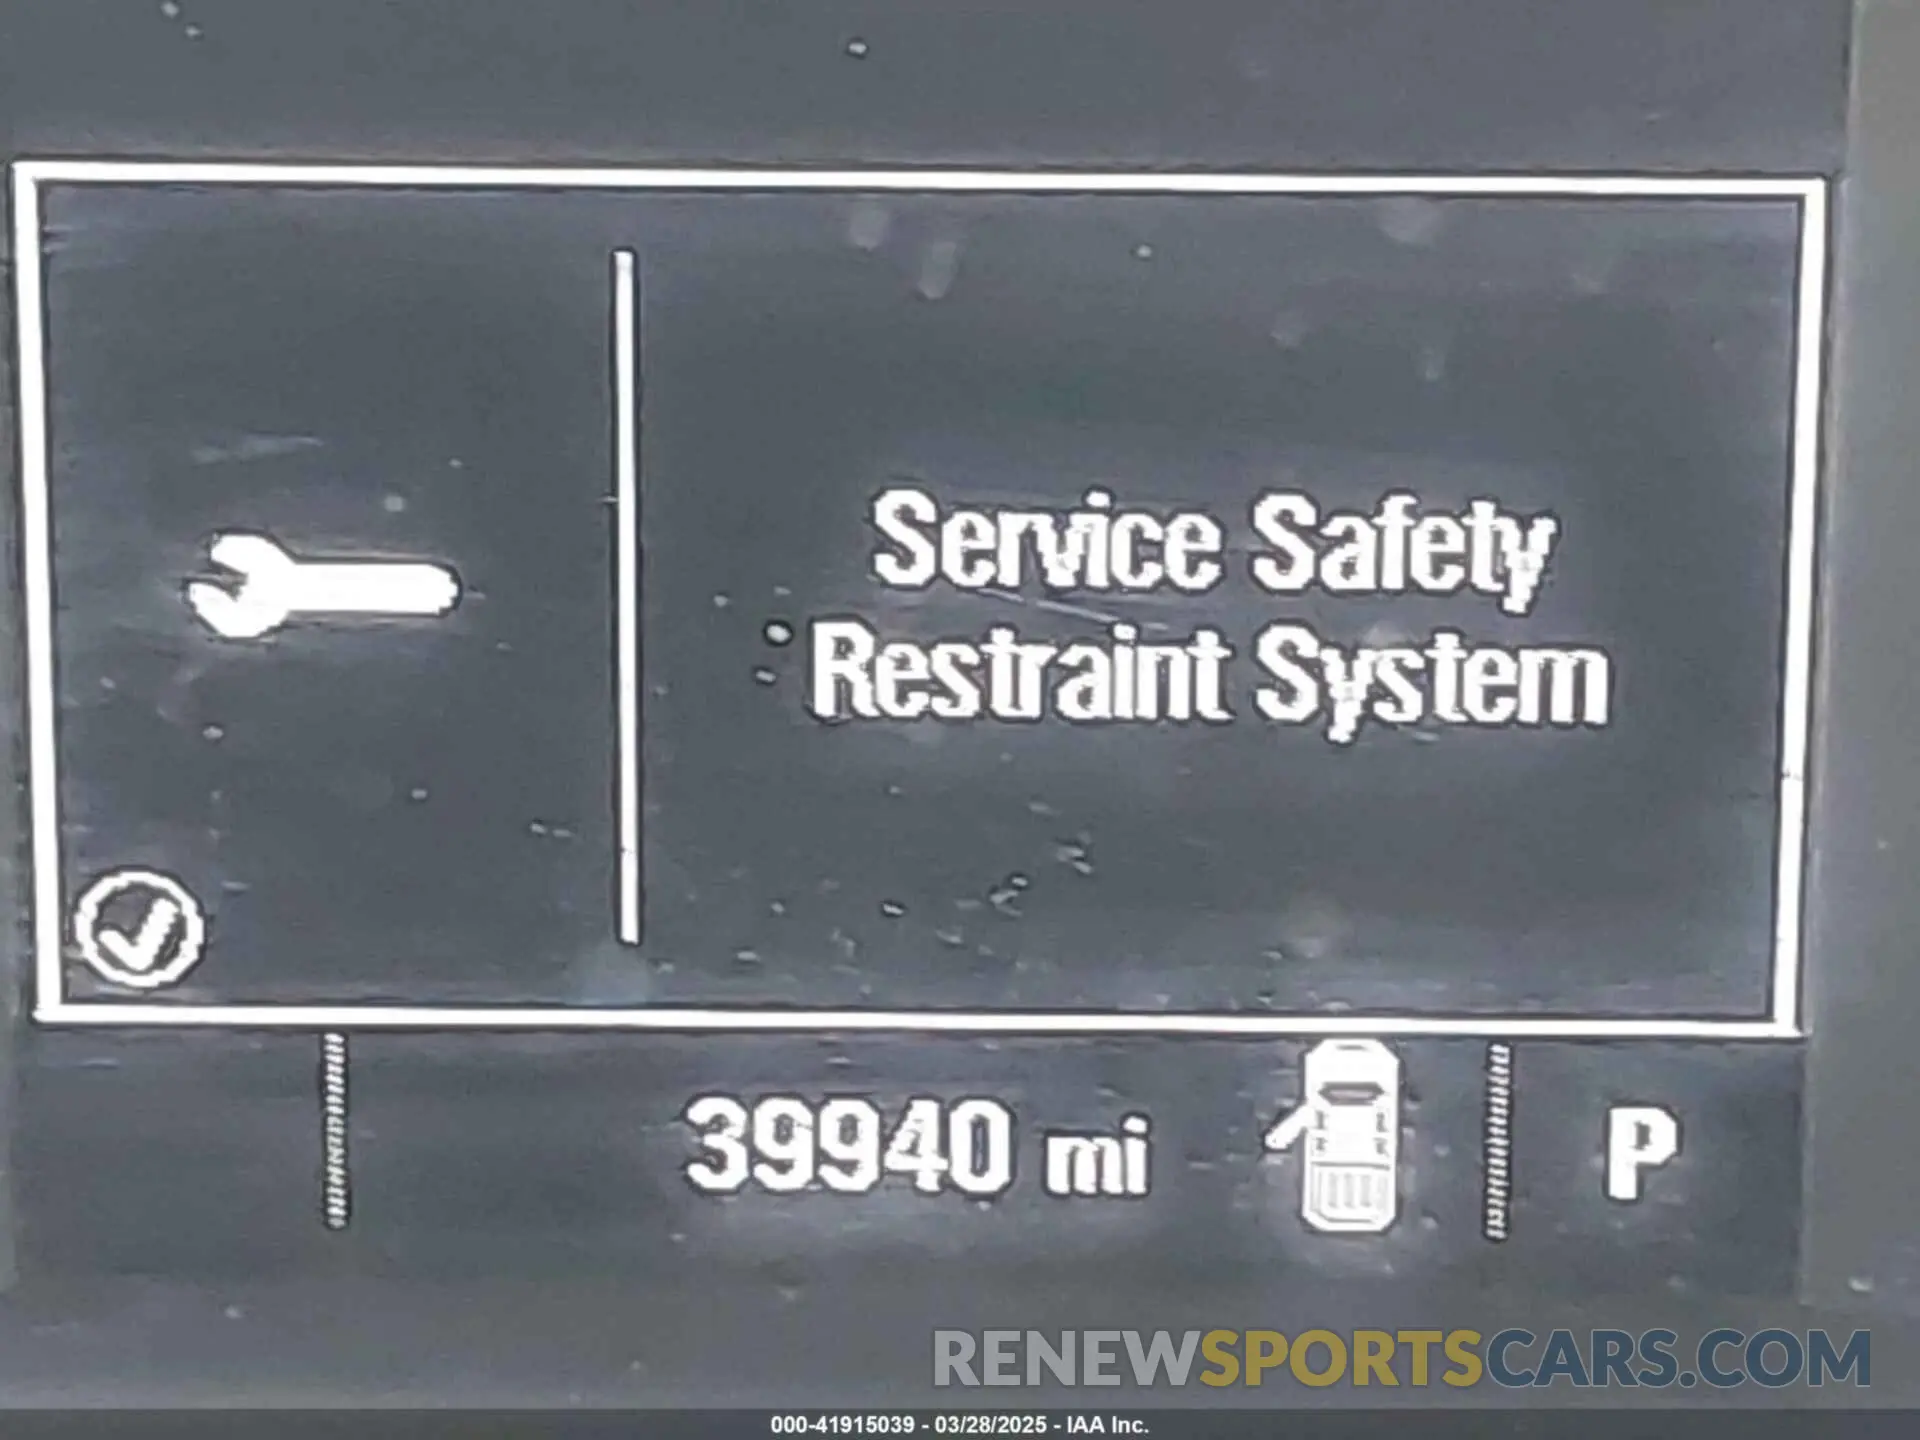 Service Safety
Restraint System
39940 mi
P
RENEWSPORTSCARS.COM
000-41915039 - 03/28/2025 - IAA Inc.